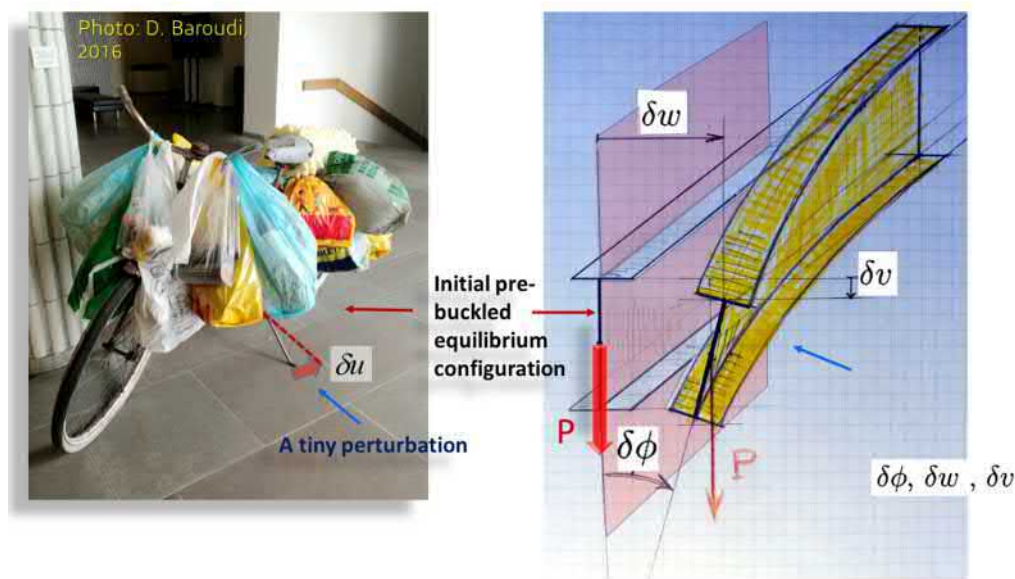 Photo: D. Baroudi,
2016
δw
δv
Initial pre-
buckled
equilibrium
configuration
δu
A tiny perturbation
P
δϕ
P
δϕ, δw , δv